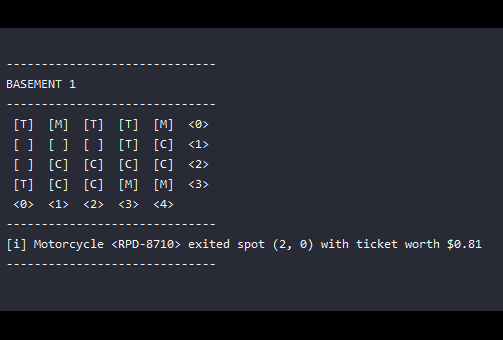 ------------------------------
BASEMENT 1
------------------------------
[T] [M] [T] [T] [M] <0>
[ ] [ ] [ ] [T] [C] <1>
[ ] [C] [C] [C] [C] <2>
[T] [C] [C] [M] [M] <3>
<0> <1> <2> <3> <4>
------------------------------
[i] Motorcycle <RPD-8710> exited spot (2, 0) with ticket worth $0.81
------------------------------